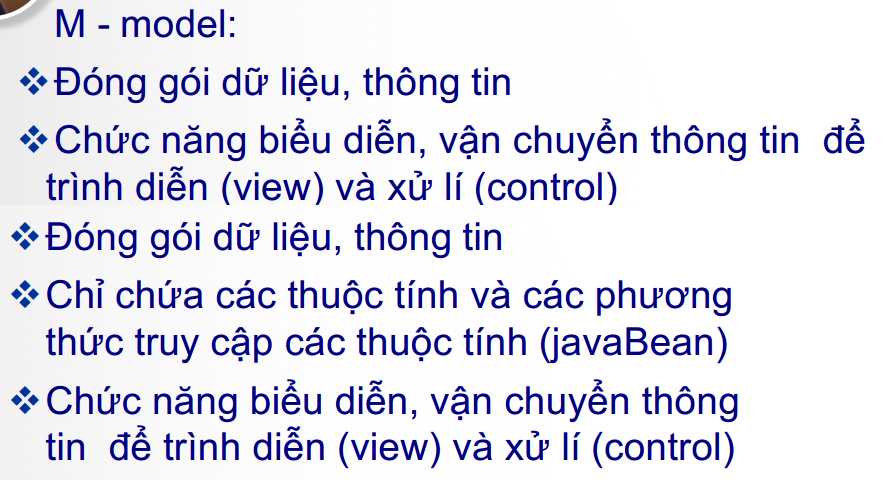 M - model:
❖Đóng gói dữ liệu, thông tin
❖Chức năng biểu diễn, vận chuyển thông tin để
trình diễn (view) và xử lí (control)
❖Đóng gói dữ liệu, thông tin
❖Chỉ chứa các thuộc tính và các phương
thức truy cập các thuộc tính (javaBean)
❖Chức năng biểu diễn, vận chuyển thông
tin để trình diễn (view) và xử lí (control)